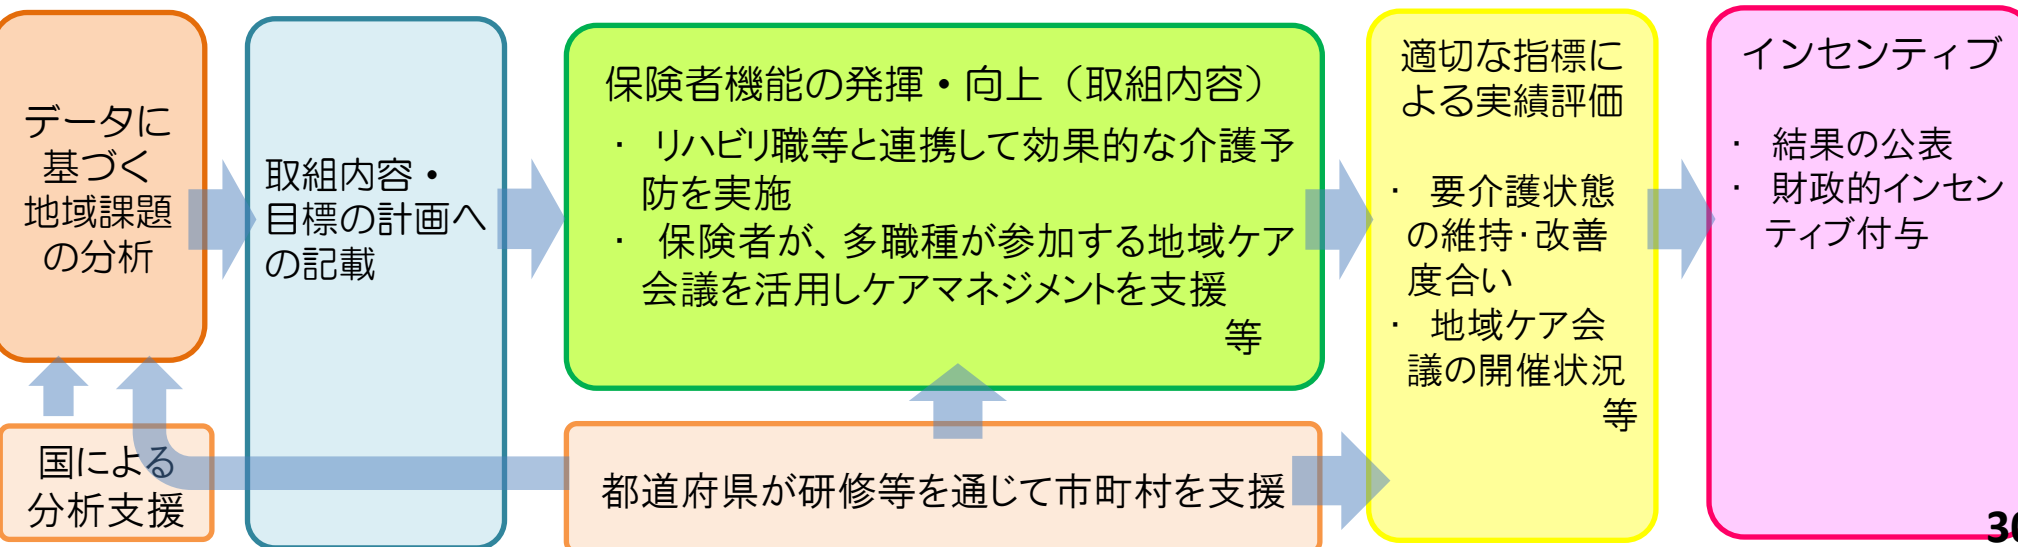 データに
基づく
地域課題
の分析
国による
分析支援
取組内容・
目標の計画へ
の記載
保険者機能の発揮・向上（取組内容）
・ リハビリ職等と連携して効果的な介護予
防を実施
・ 保険者が、多職種が参加する地域ケア
会議を活用しケアマネジメントを支援
等
都道府県が研修等を通じて市町村を支援
適切な指標に
よる実績評価
・ 要介護状態
の維持・改善
度合い
・ 地域ケア会
議の開催状況
等
インセンティブ
・ 結果の公表
・ 財政的インセン
ティブ付与